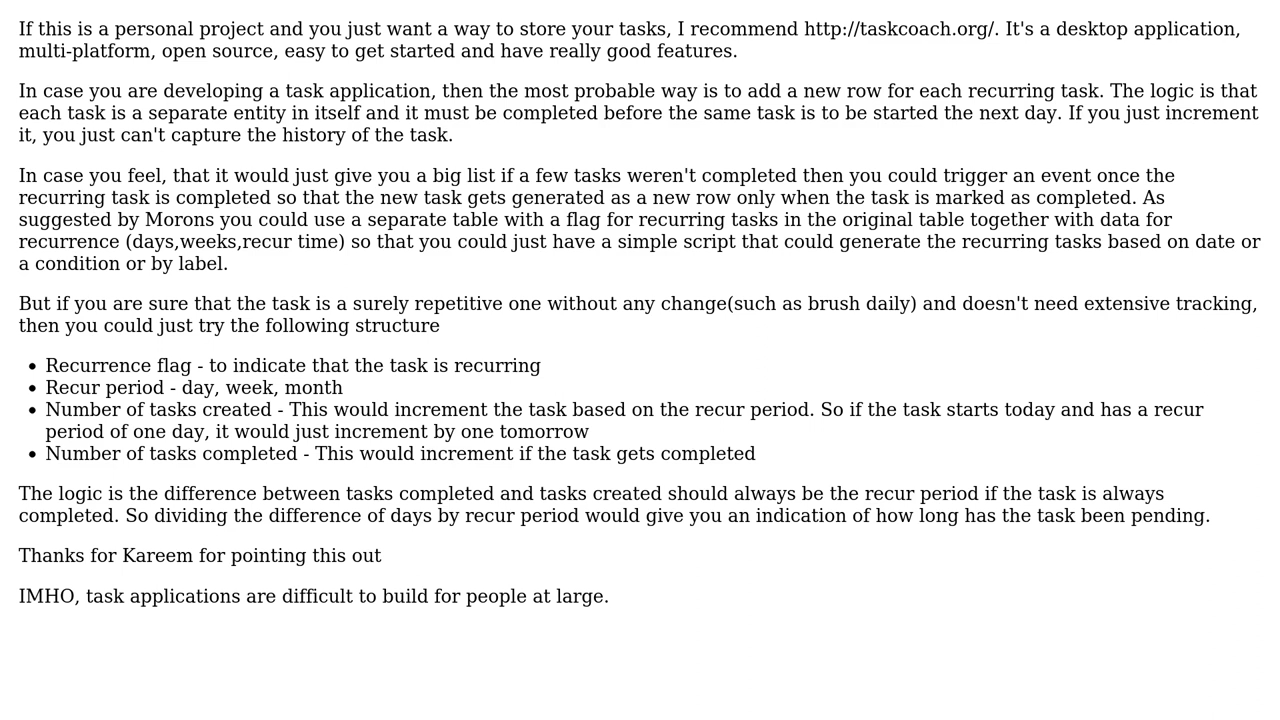 If this is a personal project and you just want a way to store your tasks, I recommend http://taskcoach.org/. It's a desktop application,
multi-platform, open source, easy to get started and have really good features.
In case you are developing a task application, then the most probable way is to add a new row for each recurring task. The logic is that
each task is a separate entity in itself and it must be completed before the same task is to be started the next day. If you just increment
it, you just can't capture the history of the task.
In case you feel, that it would just give you a big list if a few tasks weren't completed then you could trigger an event once the
recurring task is completed so that the new task gets generated as a new row only when the task is marked as completed. As
suggested by Morons you could use a separate table with a flag for recurring tasks in the original table together with data for
recurrence (days,weeks,recur time) so that you could just have a simple script that could generate the recurring tasks based on date or
a condition or by label.
But if you are sure that the task is a surely repetitive one without any change(such as brush daily) and doesn't need extensive tracking,
then you could just try the following structure
• Recurrence flag - to indicate that the task is recurring
• Recur period - day, week, month
• Number of tasks created - This would increment the task based on the recur period. So if the task starts today and has a recur
period of one day, it would just increment by one tomorrow
• Number of tasks completed - This would increment if the task gets completed
The logic is the difference between tasks completed and tasks created should always be the recur period if the task is always
completed. So dividing the difference of days by recur period would give you an indication of how long has the task been pending.
Thanks for Kareem for pointing this out
IMHO, task applications are difficult to build for people at large.